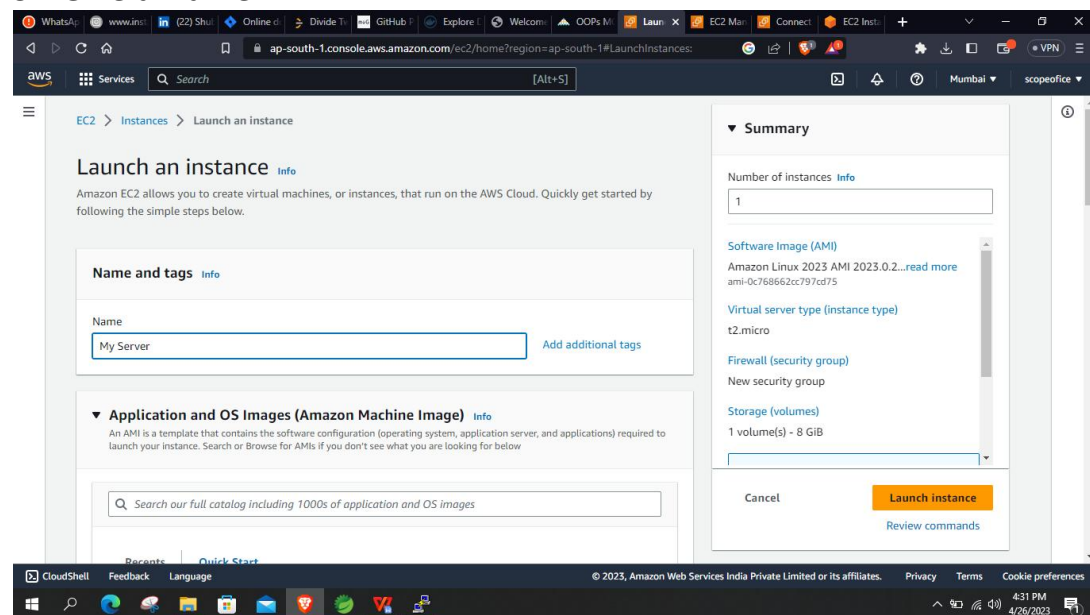 WhatsAp
www.inst
(22) Shu
Online d
Divide Tw
GitHub P
Explore
Welcome
OOPs M
Laun
EC2 Man
Connect
EC2 Insta
ap-south-1.console.aws.amazon.com/ec2/home?region=ap-south-1#LaunchInstances:
VPN
aws
Services
Search
[Alt+S]
Mumbai
scopeofice
EC2 > Instances > Launch an instance
Launch an instance Info
Amazon EC2 allows you to create virtual machines, or instances, that run on the AWS Cloud. Quickly get started by
following the simple steps below.
Name and tags Info
Name
My Server
Add additional tags
Application and OS Images (Amazon Machine Image) Info
An AMI is a template that contains the software configuration (operating system, application server, and applications) required to
launch your instance. Search or Browse for AMIs if you don't see what you are looking for below
Search our full catalog including 1000s of application and OS images
Recents
Quick Start
Summary
Number of instances Info
1
Software Image (AMI)
Amazon Linux 2023 AMI 2023.0.2...read more
ami-0c768662cc797cd75
Virtual server type (instance type)
t2.micro
Firewall (security group)
New security group
Storage (volumes)
1 volume(s) - 8 GiB
Cancel
Launch instance
Review commands
CloudShell
Feedback
Language
© 2023, Amazon Web Services India Private Limited or its affiliates.
Privacy
Terms
Cookie preferences
4:31 PM
4/26/2023